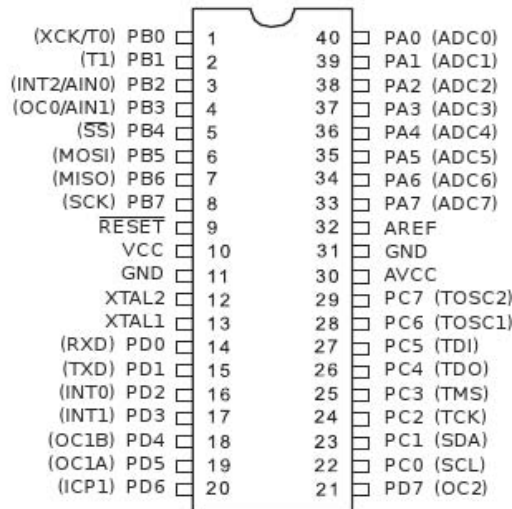 (XCK/T0) PB0 1 40 PA0 (ADC0)
(T1) PB1 2 39 PA1 (ADC1)
(INT2/AIN0) PB2 3 38 PA2 (ADC2)
(OC0/AIN1) PB3 4 37 PA3 (ADC3)
(S̅S̅) PB4 5 36 PA4 (ADC4)
(MOSI) PB5 6 35 PA5 (ADC5)
(MISO) PB6 7 34 PA6 (ADC6)
(SCK) PB7 8 33 PA7 (ADC7)
R̅E̅S̅E̅T̅ 9 32 AREF
VCC 10 31 GND
GND 11 30 AVCC
XTAL2 12 29 PC7 (TOSC2)
XTAL1 13 28 PC6 (TOSC1)
(RXD) PD0 14 27 PC5 (TDI)
(TXD) PD1 15 26 PC4 (TDO)
(INT0) PD2 16 25 PC3 (TMS)
(INT1) PD3 17 24 PC2 (TCK)
(OC1B) PD4 18 23 PC1 (SDA)
(OC1A) PD5 19 22 PC0 (SCL)
(ICP1) PD6 20 21 PD7 (OC2)